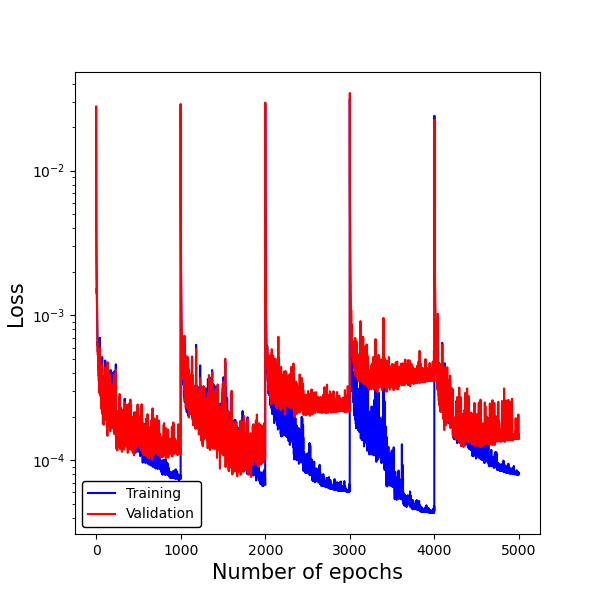 10⁻²
10⁻³
10⁻⁴
Loss
Training
Validation
0 1000 2000 3000 4000 5000
Number of epochs